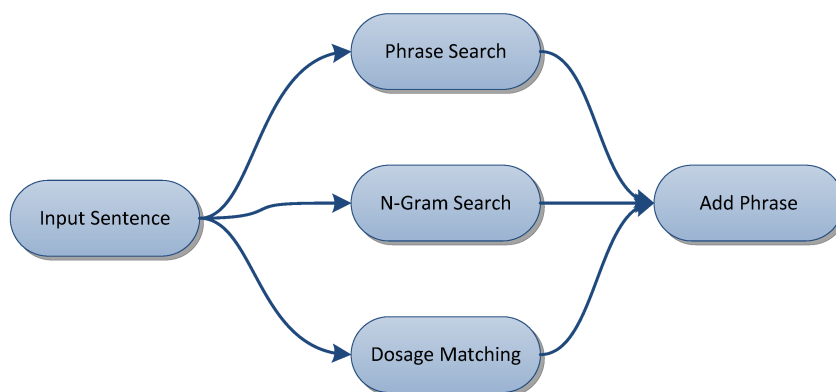 Phrase Search
Input Sentence
N-Gram Search
Add Phrase
Dosage Matching